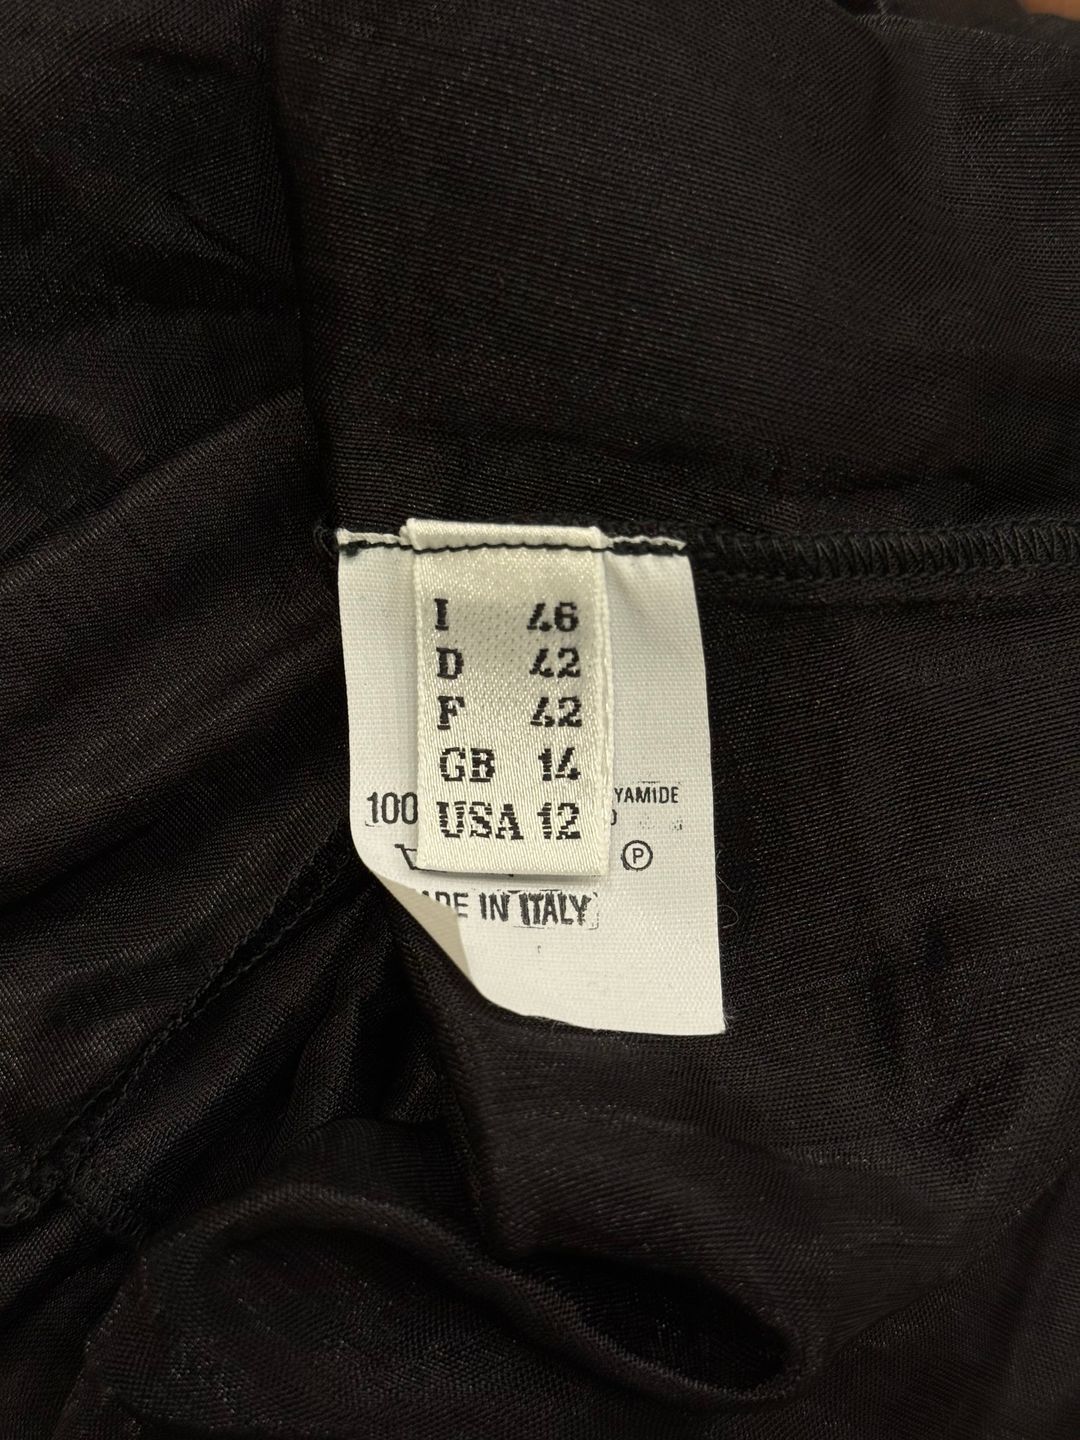 I 46
D 42
F 42
GB 14
USA 12
100 YAMIDE
P
ADE IN ITALY